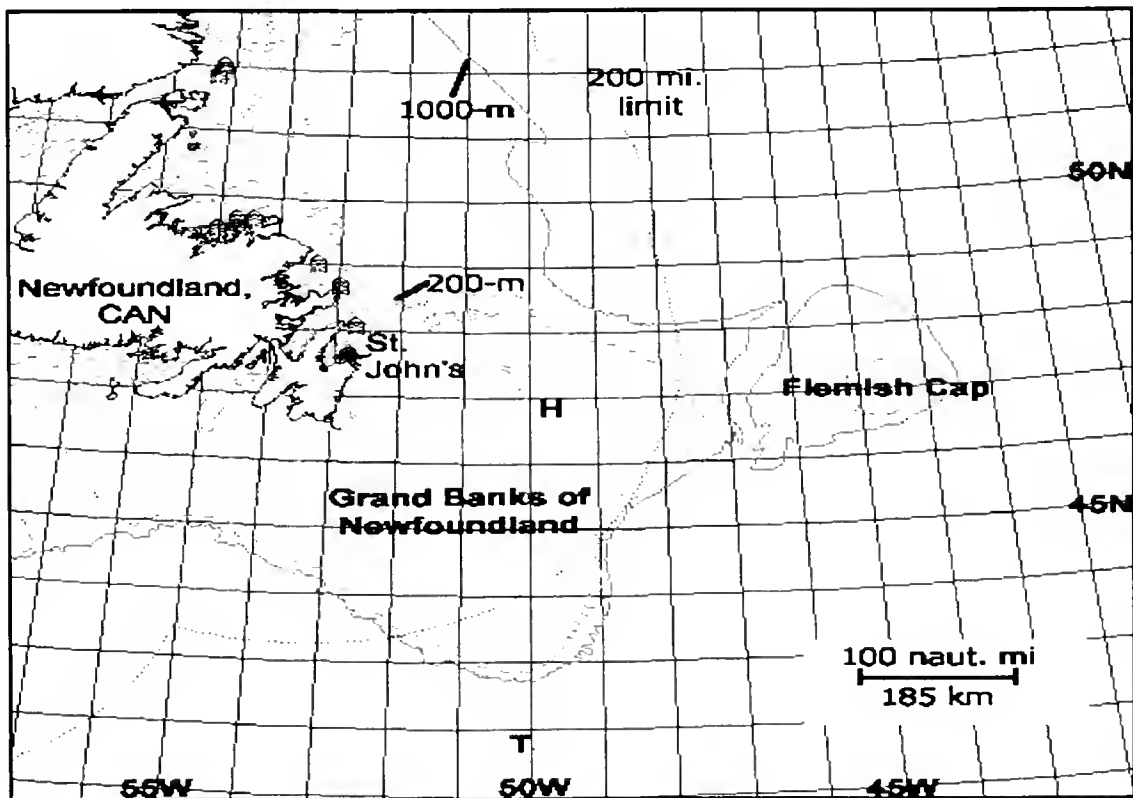 200 mi.
limit
1000-m
50N
200-m
Newfoundland,
CAN
St.
John's
Flemish Cap
H
Grand Banks of
Newfoundland
45N
100 naut. mi
185 km
T
55W
50W
45W